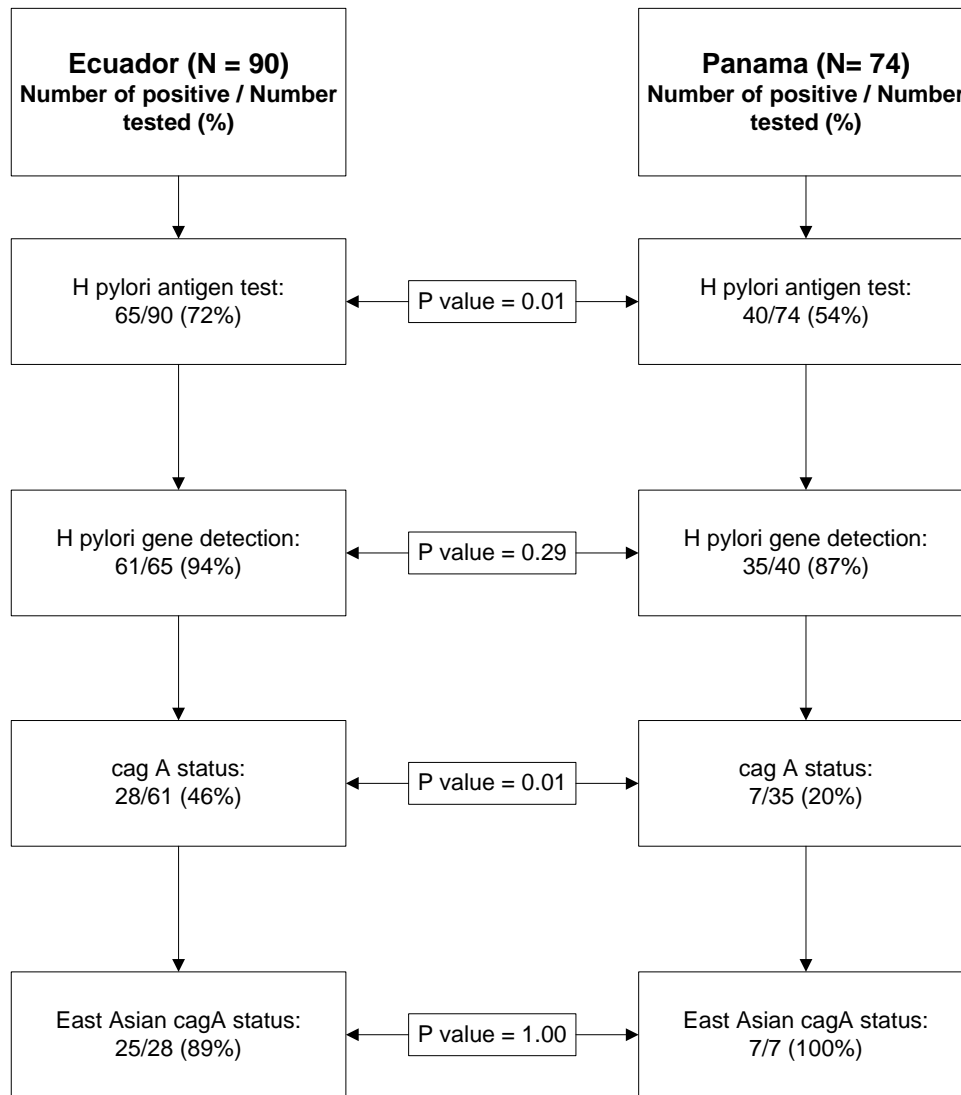 Ecuador (N = 90)
Number of positive / Number
tested (%)
Panama (N= 74)
Number of positive / Number
tested (%)
H pylori antigen test:
65/90 (72%)
P value = 0.01
H pylori antigen test:
40/74 (54%)
H pylori gene detection:
61/65 (94%)
P value = 0.29
H pylori gene detection:
35/40 (87%)
cag A status:
28/61 (46%)
P value = 0.01
cag A status:
7/35 (20%)
East Asian cagA status:
25/28 (89%)
P value = 1.00
East Asian cagA status:
7/7 (100%)